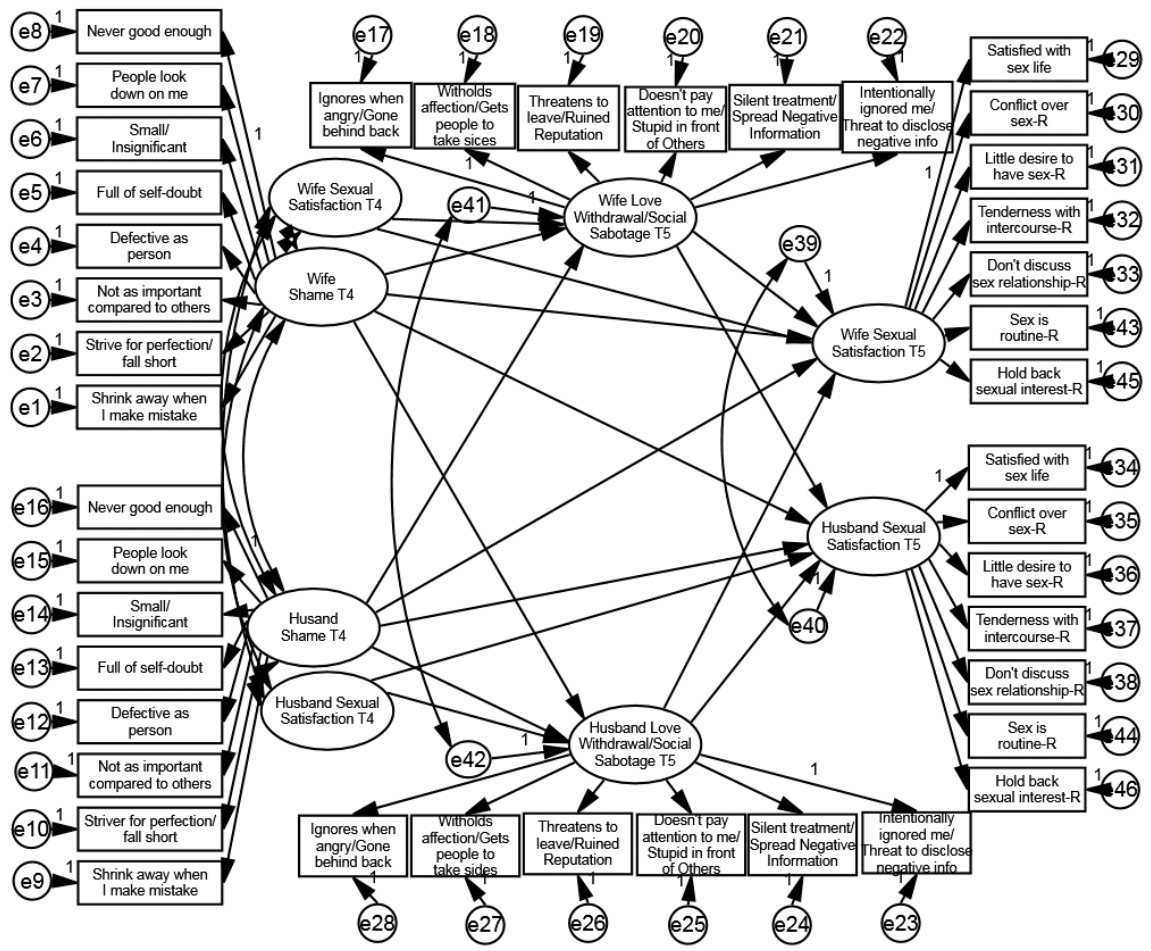 e8 1 Never good enough
e7 1 People look
down on me
e6 1 Small/
Insignificant
e5 1 Full of self-doubt
e4 1 Defective as
person
e3 1 Not as important
compared to others
e2 1 Strive for perfection/
fall short
e1 1 Shrink away when
I make mistake
1
e16 1 Never good enough
e15 1 People look
down on me
e14 1 Small/
Insignificant
e13 1 Full of self-doubt
e12 1 Defective as
person
e11 1 Not as important
compared to others
e10 1 Striver for perfection/
fall short
e9 1 Shrink away when
I make mistake
1
e17 1
Ignores when
angry/Gone
behind back
e18 1
Witholds
affection/Gets
people to
take sices
e19 1
Threatens to
leave/Ruined
Reputation
e20 1
Doesn't pay
attention to me/
Stupid in front
of Others
e21 1
Silent treatment/
Spread Negative
Information
e22 1
Intentionally
ignored me/
Threat to disclose
negative info
1
Wife Sexual
Satisfaction T4
Wife
Shame T4
e41 1
Wife Love
Withdrawal/Social
Sabotage T5
e39
1
Wife Sexual
Satisfaction T5
1
Satisfied with
sex life
1 e29
Conflict over
sex-R
1 e30
Little desire to
have sex-R
1 e31
Tenderness with
intercourse-R
1 e32
Don't discuss
sex relationship-R
1 e33
Sex is
routine-R
1 e43
Hold back
sexual interest-R
1 e45
Husand
Shame T4
Husband Sexual
Satisfaction T4
e42 1
Husband Love
Withdrawal/Social
Sabotage T5
1
e40
1
Husband Sexual
Satisfaction T5
1
Satisfied with
sex life
1 e34
Conflict over
sex-R
1 e35
Little desire to
have sex-R
1 e36
Tenderness with
intercourse-R
1 e37
Don't discuss
sex relationship-R
1 e38
Sex is
routine-R
1 e44
Hold back
sexual interest-R
1 e46
Ignores when
angry/Gone
behind back
1
e28
Witholds
affection/Gets
people to
take sides
1
e27
Threatens to
leave/Ruined
Reputation
1
e26
Doesn't pay
attention to me/
Stupid in front
of Others
1
e25
Silent treatment/
Spread Negative
Information
1
e24
Intentionally
ignored me/
Threat to disclose
negative info
1
e23